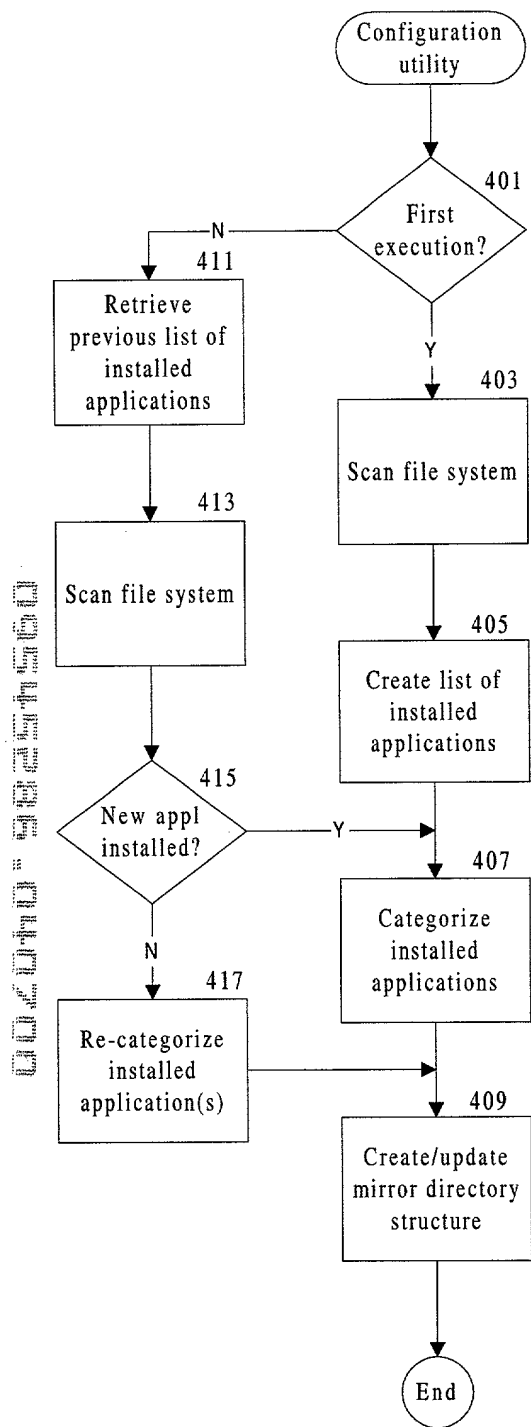 Configuration
utility
401
First
execution?
N
Y
411
Retrieve
previous list of
installed
applications
403
Scan file system
413
Scan file system
405
Create list of
installed
applications
415
New appl
installed?
Y
N
407
Categorize
installed
applications
417
Re-categorize
installed
application(s)
409
Create/update
mirror directory
structure
End